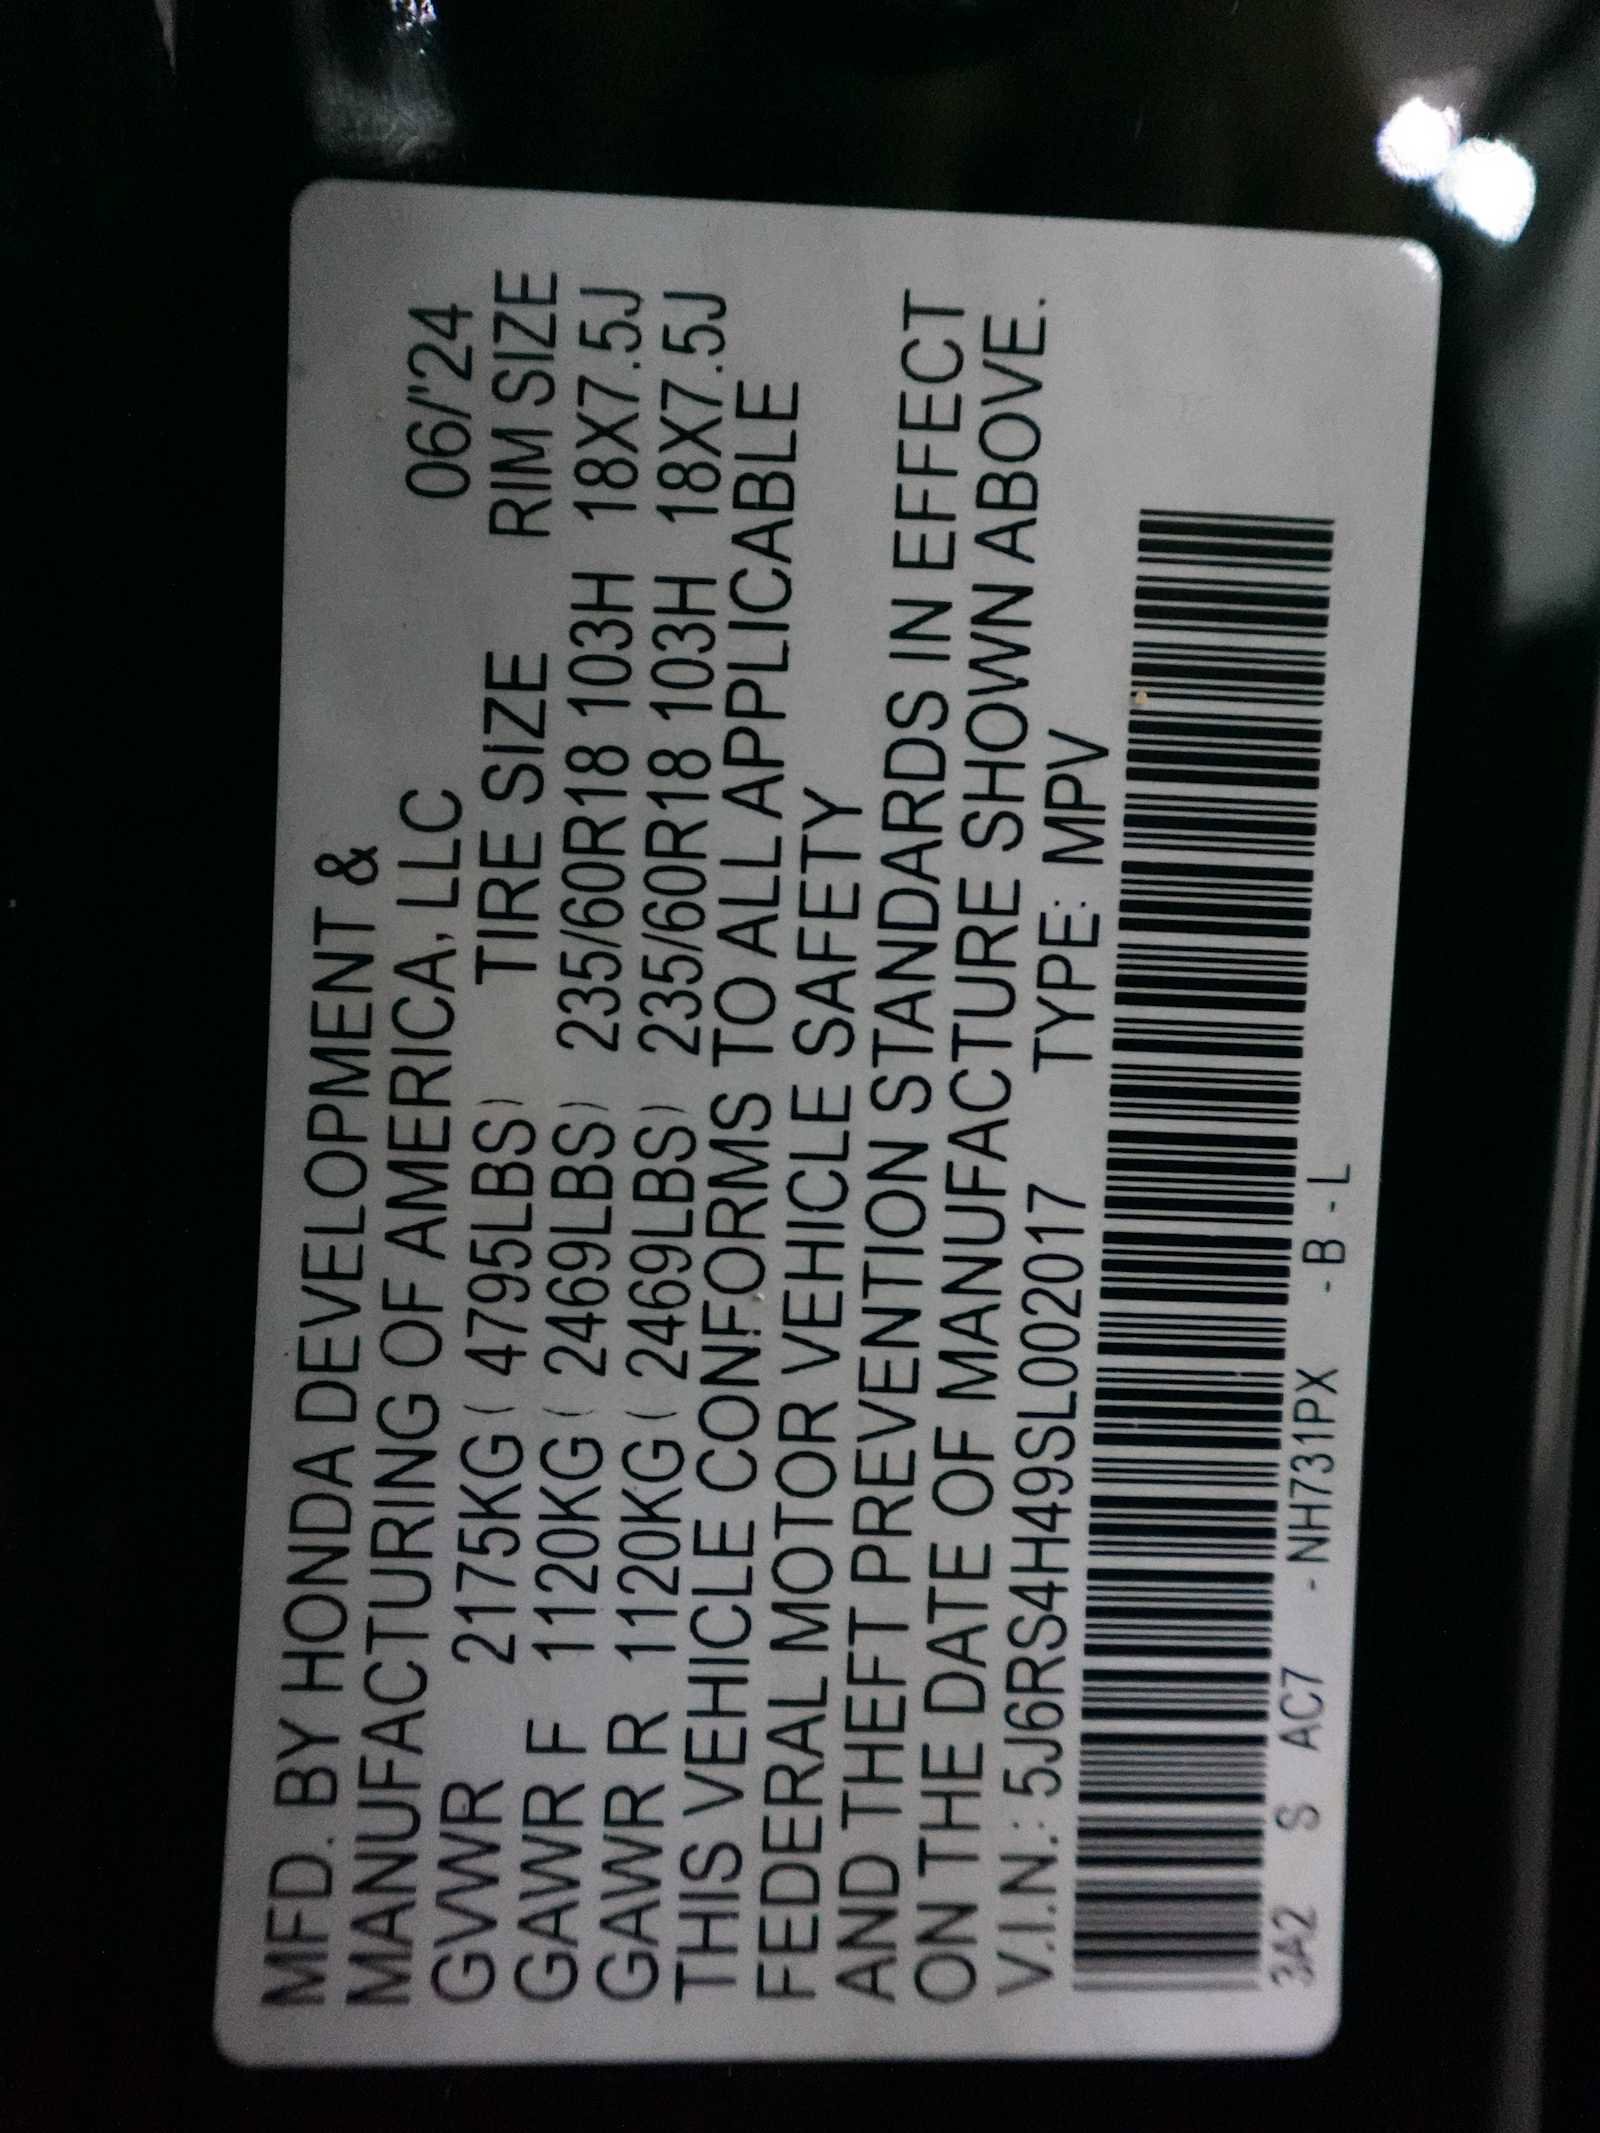 MFD. BY HONDA DEVELOPMENT &
MANUFACTURING OF AMERICA, LLC 06/'24
GVWR 2175KG ( 4795LBS) TIRE SIZE RIM SIZE
GAWR F 1120KG ( 2469LBS) 235/60R18 103H 18X7.5J
GAWR R 1120KG ( 2469LBS) 235/60R18 103H 18X7.5J
THIS VEHICLE CONFORMS TO ALL APPLICABLE
FEDERAL MOTOR VEHICLE SAFETY
AND THEFT PREVENTION STANDARDS IN EFFECT
ON THE DATE OF MANUFACTURE SHOWN ABOVE.
V.I.N.: 5J6RS4H49SL002017 TYPE: MPV
3A2 S AC7 - NH731PX - B - L